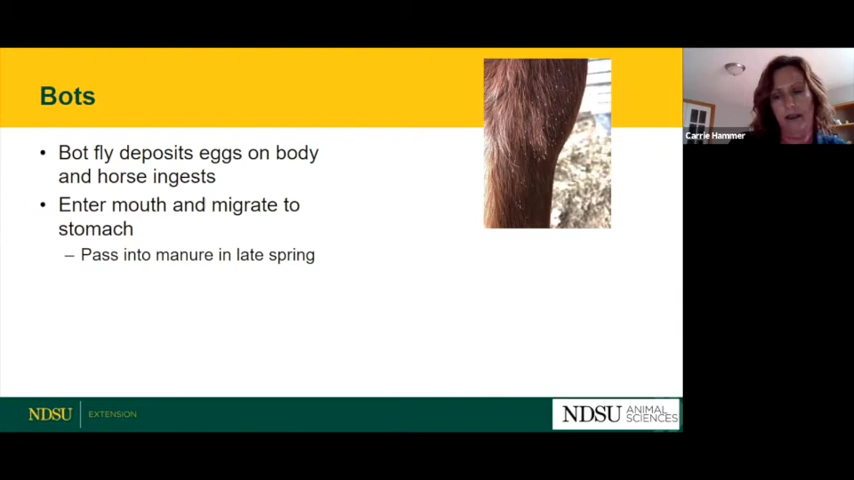 Bots
• Bot fly deposits eggs on body
and horse ingests
• Enter mouth and migrate to
stomach
– Pass into manure in late spring
Carrie Hammer
NDSU EXTENSION
NDSU ANIMAL
SCIENCES